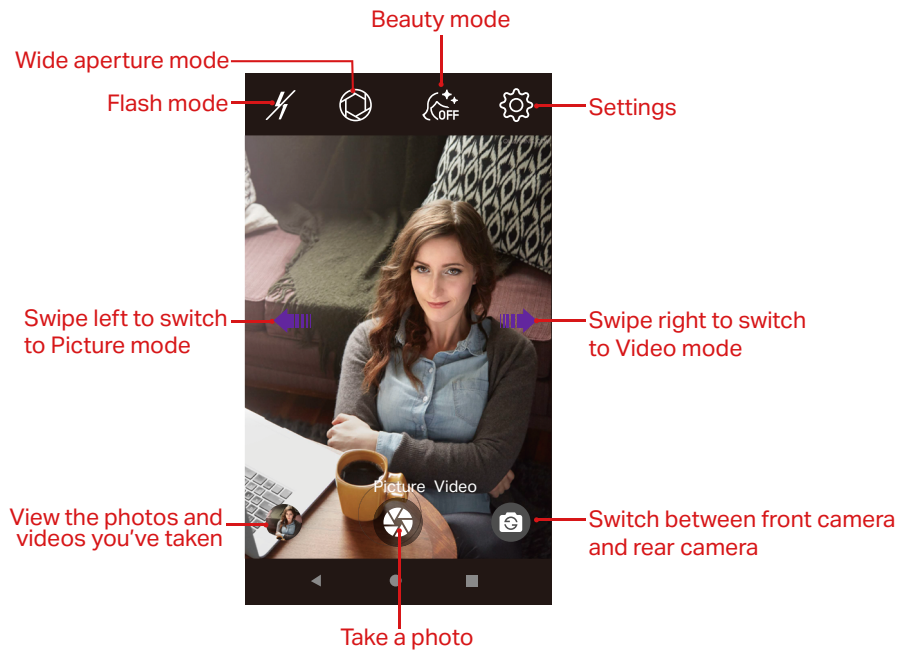 Beauty mode
Wide aperture mode
Flash mode
OFF
Settings
Swipe left to switch
to Picture mode
Swipe right to switch
to Video mode
Picture Video
View the photos and
videos you've taken
Switch between front camera
and rear camera
Take a photo